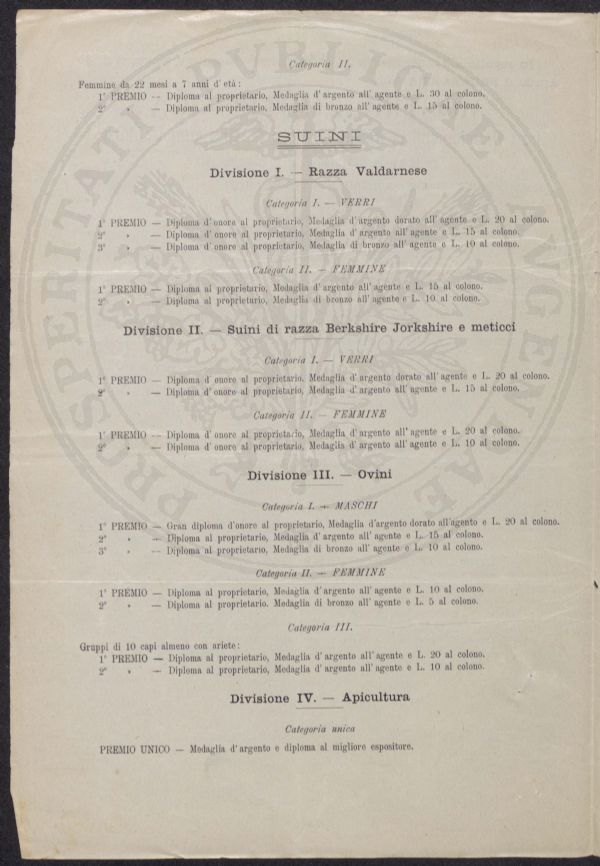 Categoria II.
Femmine da 22 mesi a 7 anni d' età :
1° PREMIO — Diploma al proprietario, Medaglia d' argento all' agente e L. 30 al colono.
2° » — Diploma al proprietario, Medaglia di bronzo all' agente e L. 15 al colono.
SUINI
Divisione I. — Razza Valdarnese
Categoria I. — VERRI
1° PREMIO — Diploma d' onore al proprietario, Medaglia d'argento dorato all' agente e L. 20 al colono.
2° » — Diploma d' onore al proprietario, Medaglia d' argento all' agente e L. 15 al colono.
3° » — Diploma d' onore al proprietario, Medaglia di bronzo all' agente e L. 10 al colono.
Categoria II. — FEMMINE
1° PREMIO — Diploma al proprietario, Medaglia d' argento all' agente e L. 15 al colono.
2° » — Diploma al proprietario, Medaglia di bronzo all' agente e L. 10 al colono.
Divisione II. — Suini di razza Berkshire Jorkshire e meticci
Categoria I. — VERRI
1° PREMIO — Diploma d' onore al proprietario, Medaglia d' argento dorato all' agente e L. 20 al colono.
2° » — Diploma d' onore al proprietario, Medaglia d' argento all' agente e L. 15 al colono.
Categoria II. — FEMMINE
1° PREMIO — Diploma d' onore al proprietario, Medaglia d' argento all' agente e L. 20 al colono.
2° » — Diploma d' onore al proprietario, Medaglia d' argento all' agente e L. 10 al colono.
Divisione III. — Ovini
Categoria I. — MASCHI
1° PREMIO — Gran diploma d'onore al proprietario, Medaglia d'argento dorato all'agente e L. 20 al colono.
2° » — Diploma al proprietario, Medaglia d' argento all' agente e L. 15 al colono.
3° » — Diploma al proprietario, Medaglia di bronzo all' agente e L. 10 al colono.
Categoria II. — FEMMINE
1° PREMIO — Diploma al proprietario, Medaglia d' argento all' agente e L. 10 al colono.
2° » — Diploma al proprietario, Medaglia di bronzo all' agente e L. 5 al colono.
Categoria III.
Gruppi di 10 capi almeno con ariete :
1° PREMIO — Diploma al proprietario, Medaglia d' argento all' agente e L. 20 al colono.
2° » — Diploma al proprietario, Medaglia d' argento all' agente e L. 10 al colono.
Divisione IV. — Apicultura
Categoria unica
PREMIO UNICO — Medaglia d' argento e diploma al migliore espositore.
PROSPERITATI PVBLICAE AVGENDAE